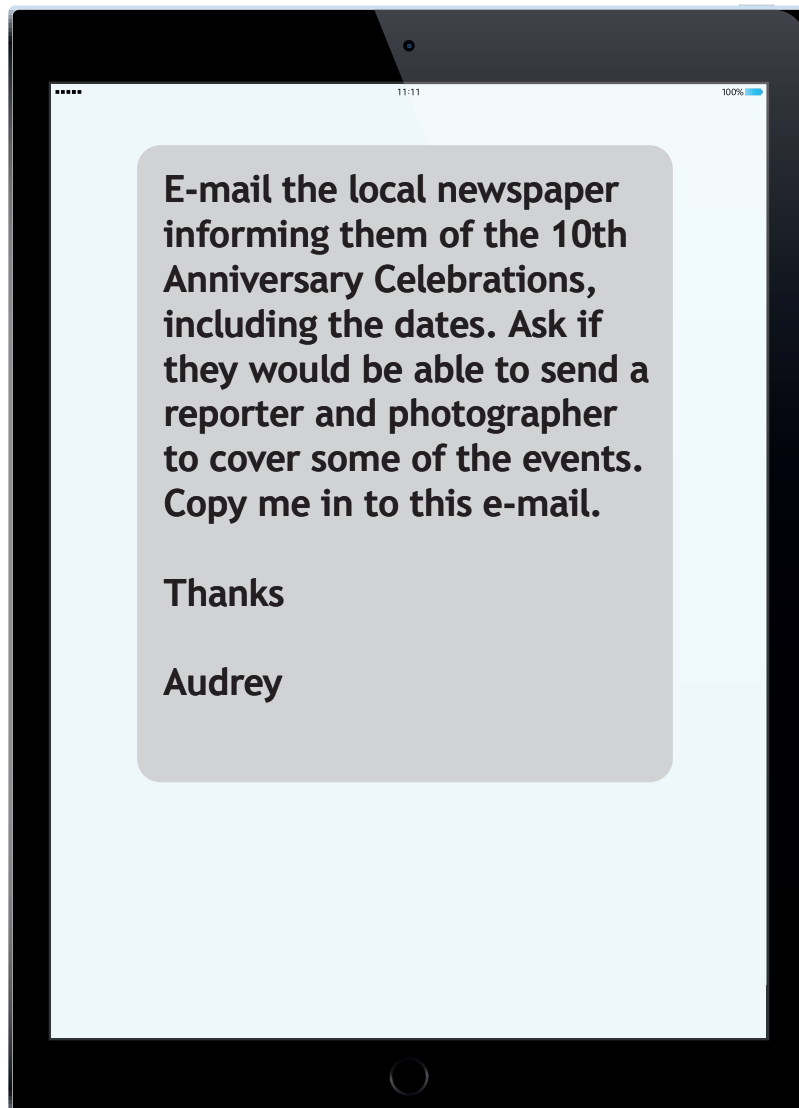 11:11
100%
E-mail the local newspaper
informing them of the 10th
Anniversary Celebrations,
including the dates. Ask if
they would be able to send a
reporter and photographer
to cover some of the events.
Copy me in to this e-mail.
Thanks
Audrey